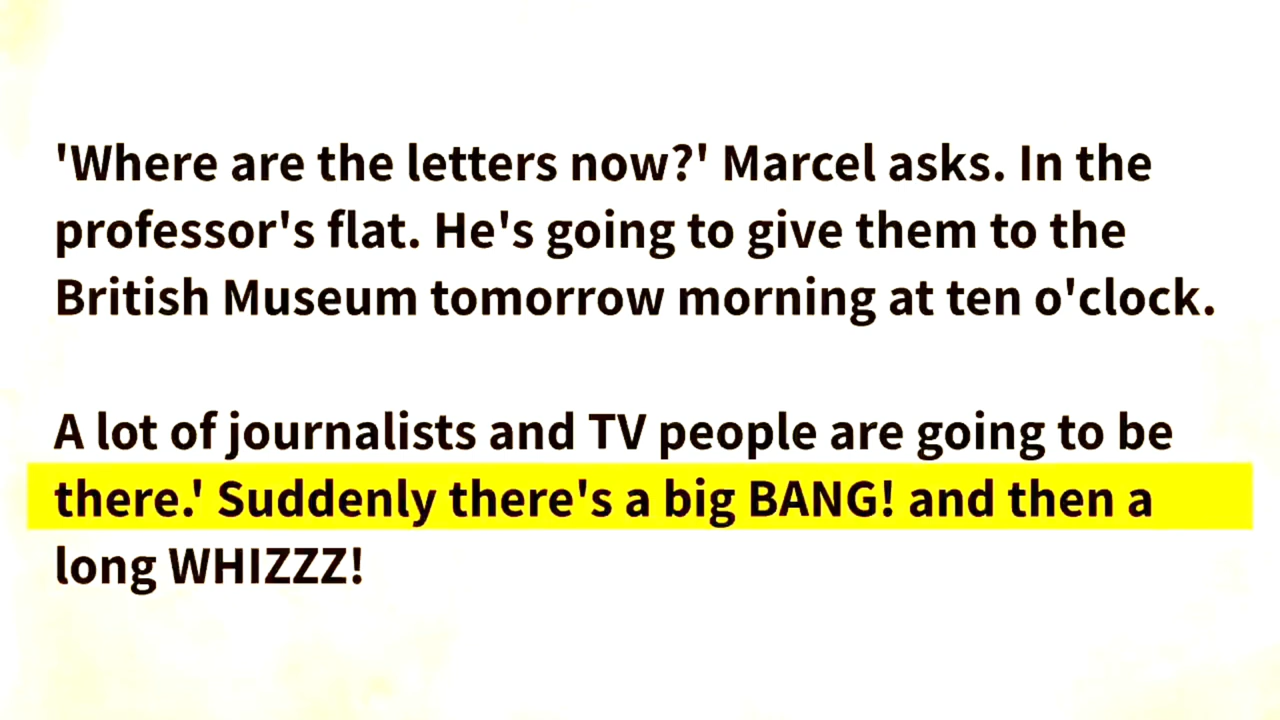 'Where are the letters now?' Marcel asks. In the
professor's flat. He's going to give them to the
British Museum tomorrow morning at ten o'clock.
A lot of journalists and TV people are going to be
there.' Suddenly there's a big BANG! and then a
long WHIZZZ!